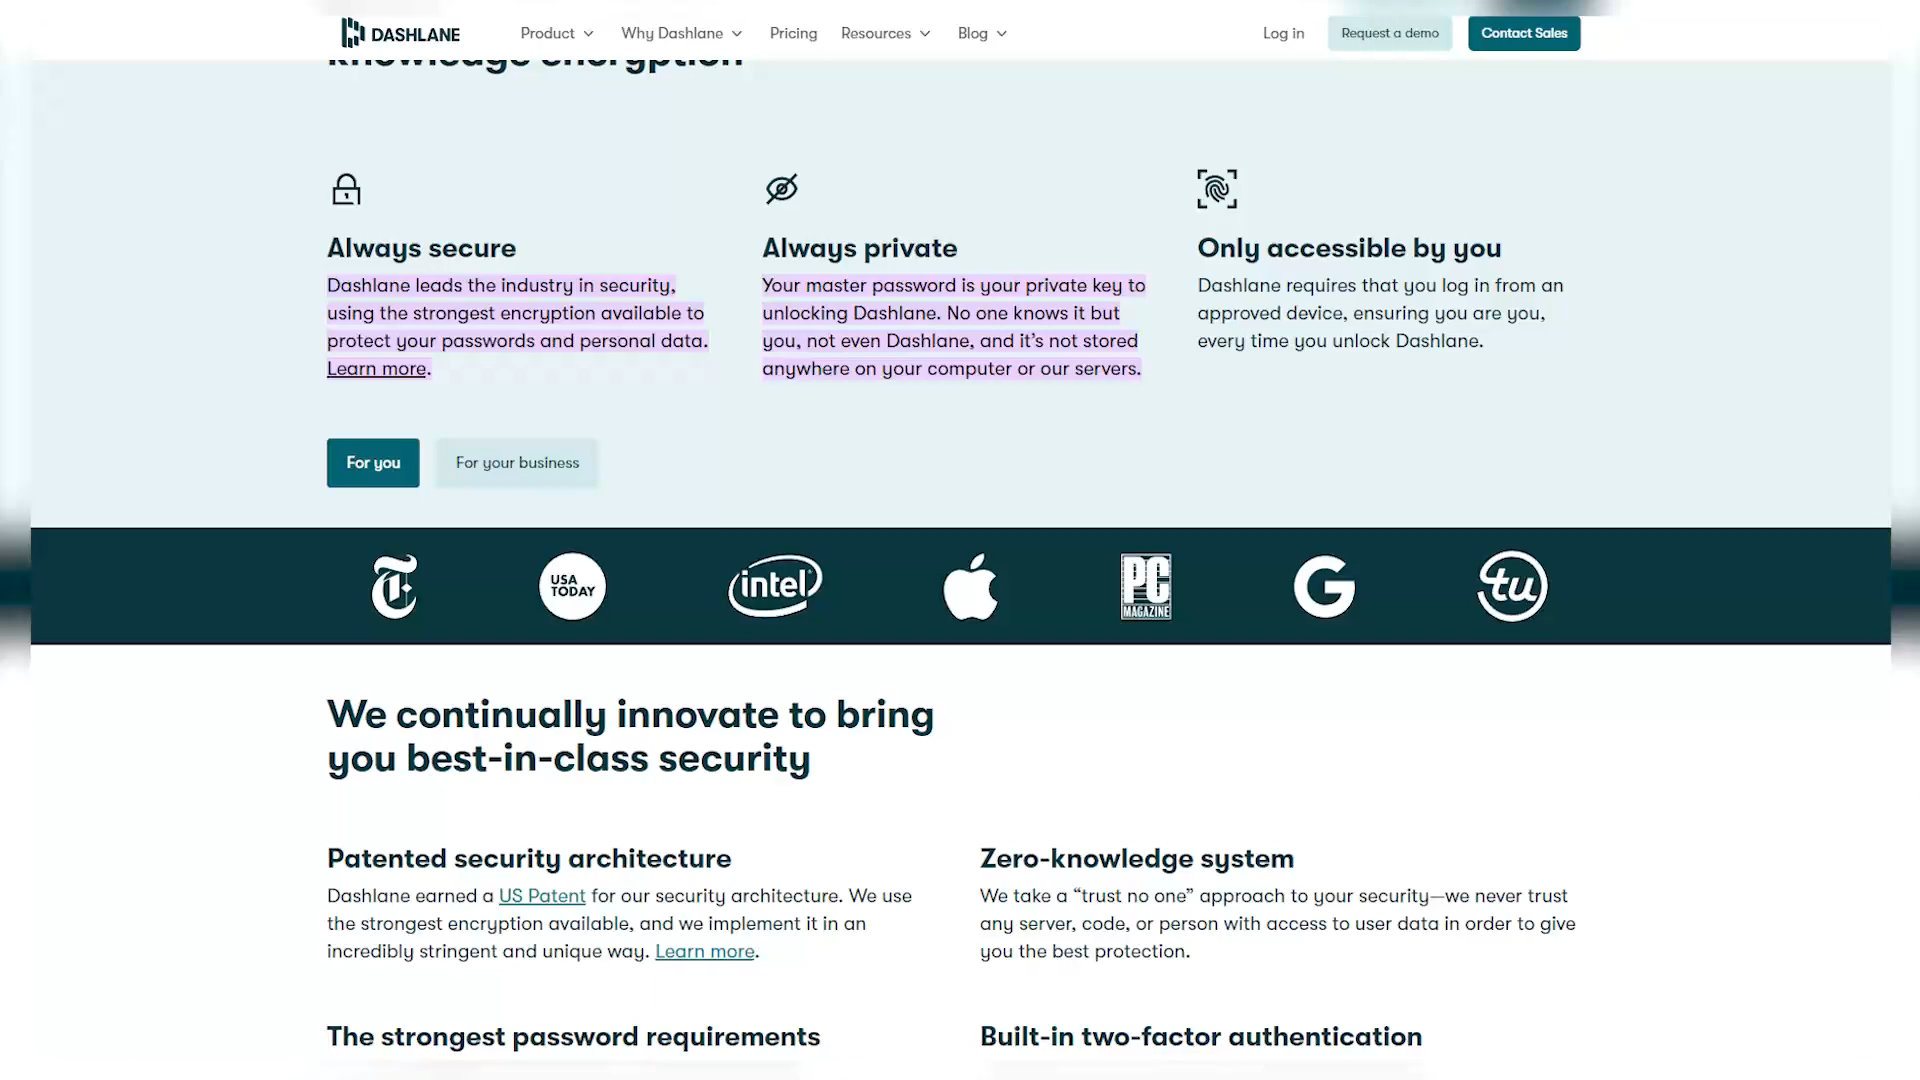 DASHLANE
Product
Why Dashlane
Pricing
Resources
Blog
Log in
Request a demo
Contact Sales
knowledge encryption
Always secure
Dashlane leads the industry in security,
using the strongest encryption available to
protect your passwords and personal data.
Learn more.
Always private
Your master password is your private key to
unlocking Dashlane. No one knows it but
you, not even Dashlane, and it’s not stored
anywhere on your computer or our servers.
Only accessible by you
Dashlane requires that you log in from an
approved device, ensuring you are you,
every time you unlock Dashlane.
For you
For your business
T
USA
TODAY
intel
PC
MAGAZINE
G
tu
We continually innovate to bring
you best-in-class security
Patented security architecture
Dashlane earned a US Patent for our security architecture. We use
the strongest encryption available, and we implement it in an
incredibly stringent and unique way. Learn more.
Zero-knowledge system
We take a “trust no one” approach to your security—we never trust
any server, code, or person with access to user data in order to give
you the best protection.
The strongest password requirements
Built-in two-factor authentication